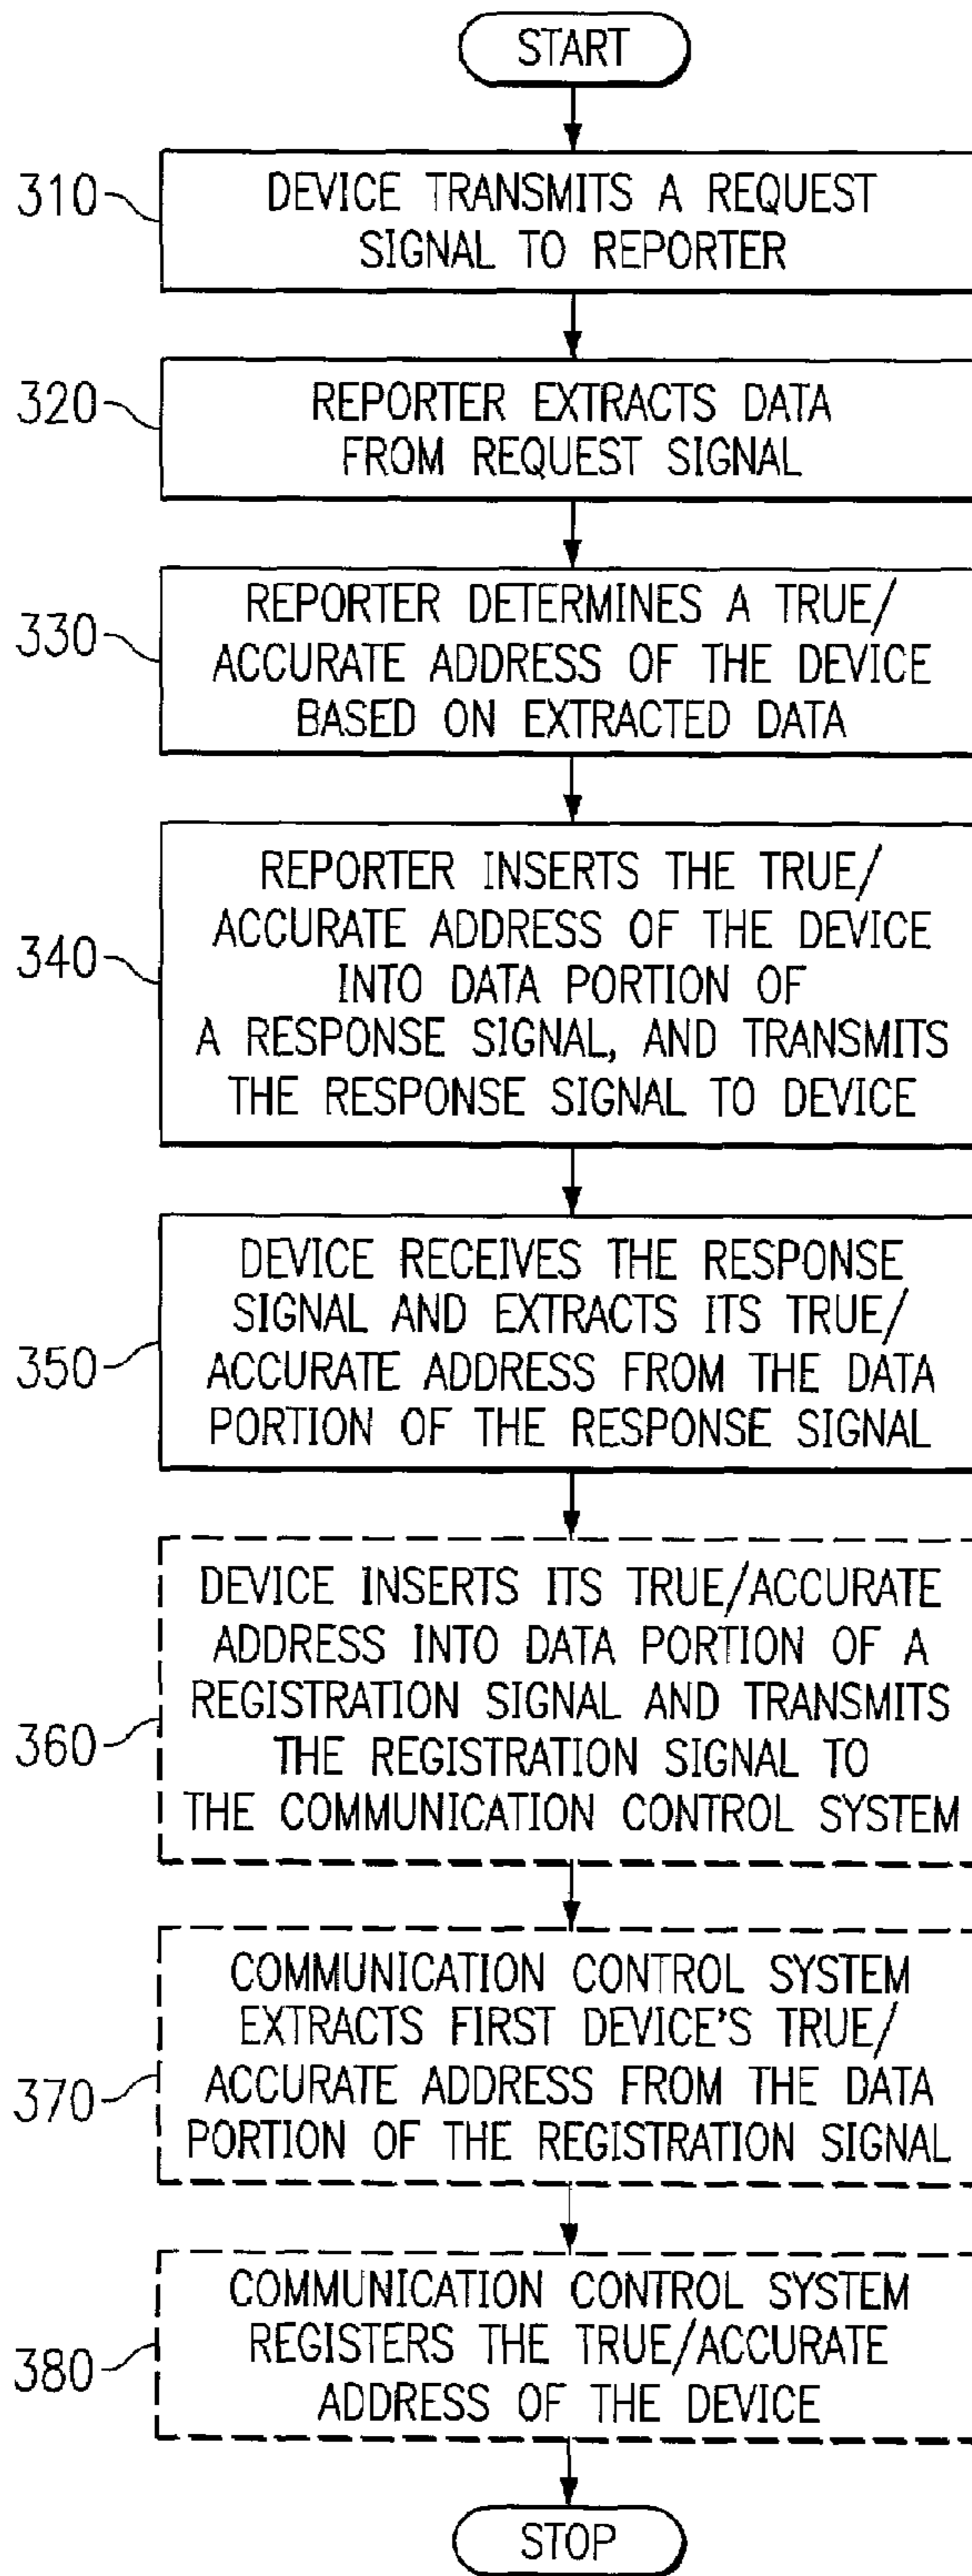 START
310
DEVICE TRANSMITS A REQUEST
SIGNAL TO REPORTER
320
REPORTER EXTRACTS DATA
FROM REQUEST SIGNAL
330
REPORTER DETERMINES A TRUE/
ACCURATE ADDRESS OF THE DEVICE
BASED ON EXTRACTED DATA
340
REPORTER INSERTS THE TRUE/
ACCURATE ADDRESS OF THE DEVICE
INTO DATA PORTION OF
A RESPONSE SIGNAL, AND TRANSMITS
THE RESPONSE SIGNAL TO DEVICE
350
DEVICE RECEIVES THE RESPONSE
SIGNAL AND EXTRACTS ITS TRUE/
ACCURATE ADDRESS FROM THE DATA
PORTION OF THE RESPONSE SIGNAL
360
DEVICE INSERTS ITS TRUE/ACCURATE
ADDRESS INTO DATA PORTION OF A
REGISTRATION SIGNAL AND TRANSMITS
THE REGISTRATION SIGNAL TO
THE COMMUNICATION CONTROL SYSTEM
370
COMMUNICATION CONTROL SYSTEM
EXTRACTS FIRST DEVICE'S TRUE/
ACCURATE ADDRESS FROM THE DATA
PORTION OF THE REGISTRATION SIGNAL
380
COMMUNICATION CONTROL SYSTEM
REGISTERS THE TRUE/ACCURATE
ADDRESS OF THE DEVICE
STOP